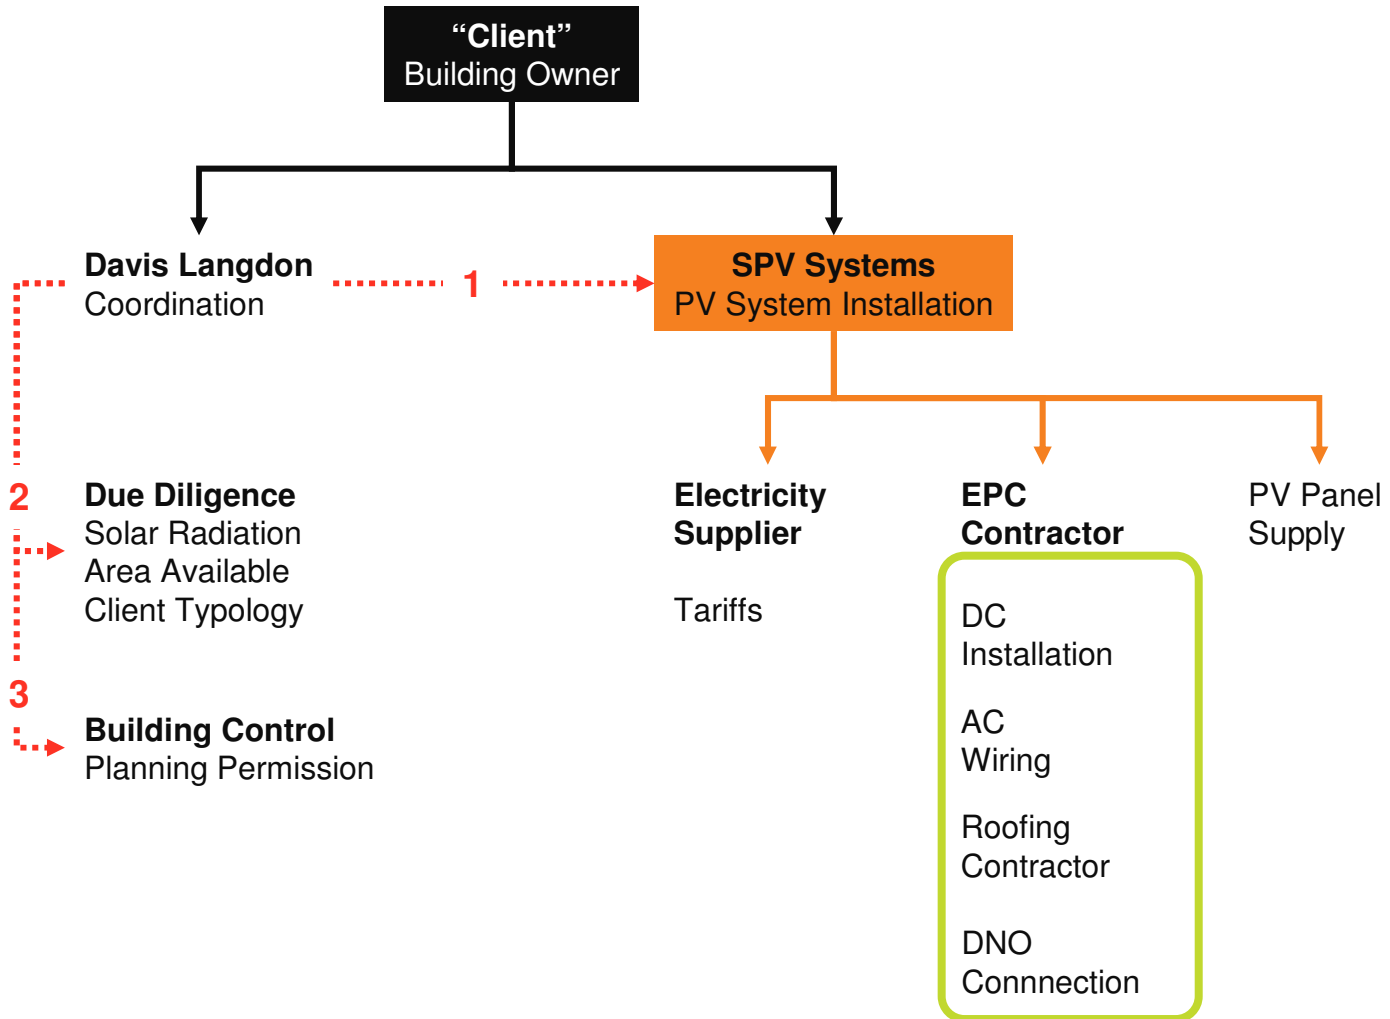 “Client”
Building Owner
Davis Langdon
Coordination
1
SPV Systems
PV System Installation
2
Due Diligence
Solar Radiation
Area Available
Client Typology
3
Building Control
Planning Permission
Electricity
Supplier
Tariffs
EPC
Contractor
DC
Installation
AC
Wiring
Roofing
Contractor
DNO
Connnection
PV Panel
Supply